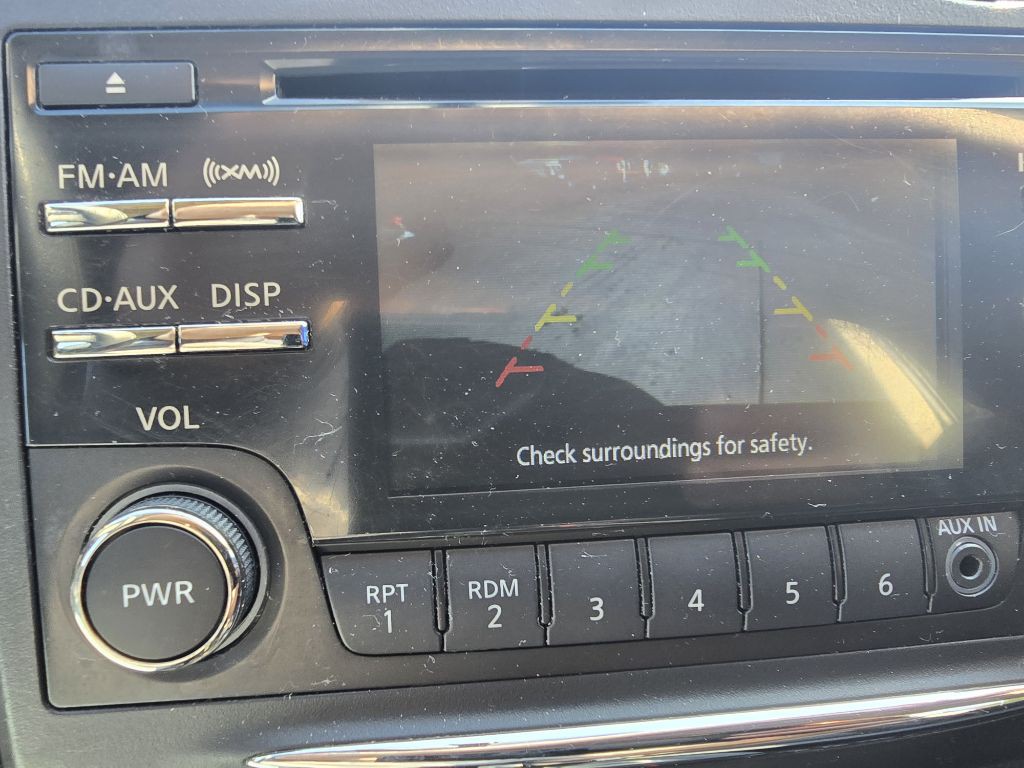 FM·AM
XM
CD·AUX
DISP
VOL
PWR
Check surroundings for safety.
RPT
1
RDM
2
3
4
5
6
AUX IN